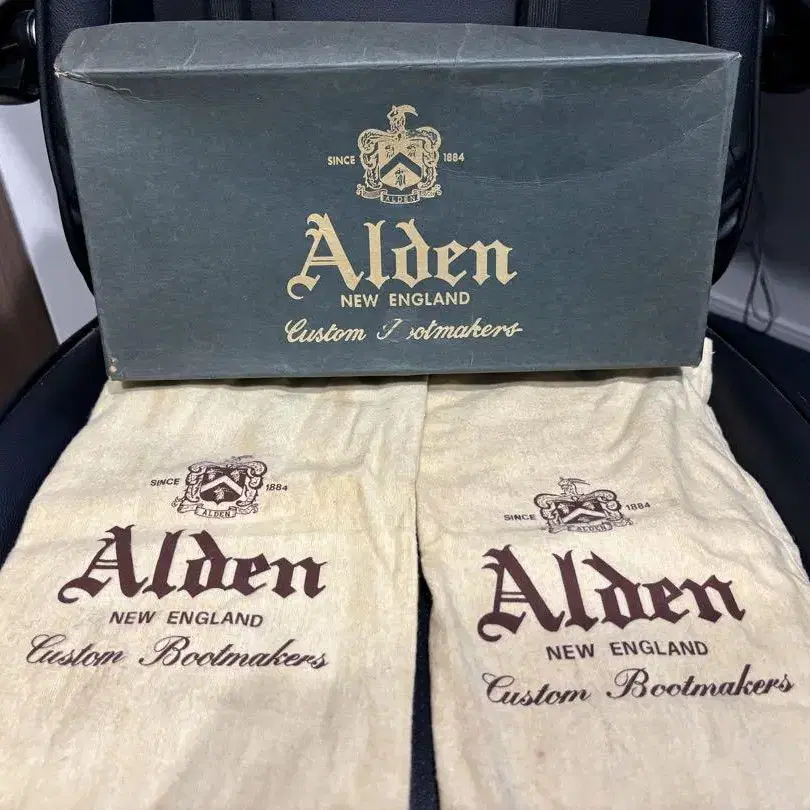 SINCE 1884
ALDEN
Alden
NEW ENGLAND
Custom Bootmakers
SINCE 1884
ALDEN
Alden
NEW ENGLAND
Custom Bootmakers
SINCE 1884
ALDEN
Alden
NEW ENGLAND
Custom Bootmakers